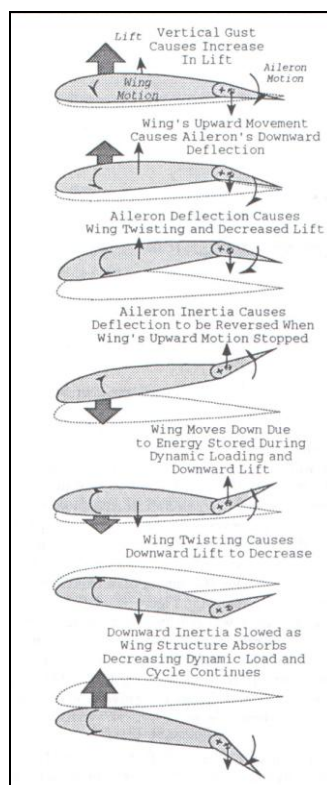 Lift
Vertical Gust
Causes Increase
In Lift
Aileron
Motion
Wing
Motion
Wing's Upward Movement
Causes Aileron's Downward
Deflection
Aileron Deflection Causes
Wing Twisting and Decreased Lift
Aileron Inertia Causes
Deflection to be Reversed When
Wing's Upward Motion Stopped
Wing Moves Down Due
to Energy Stored During
Dynamic Loading and
Downward Lift
Wing Twisting Causes
Downward Lift to Decrease
Downward Inertia Slowed as
Wing Structure Absorbs
Decreasing Dynamic Load and
Cycle Continues